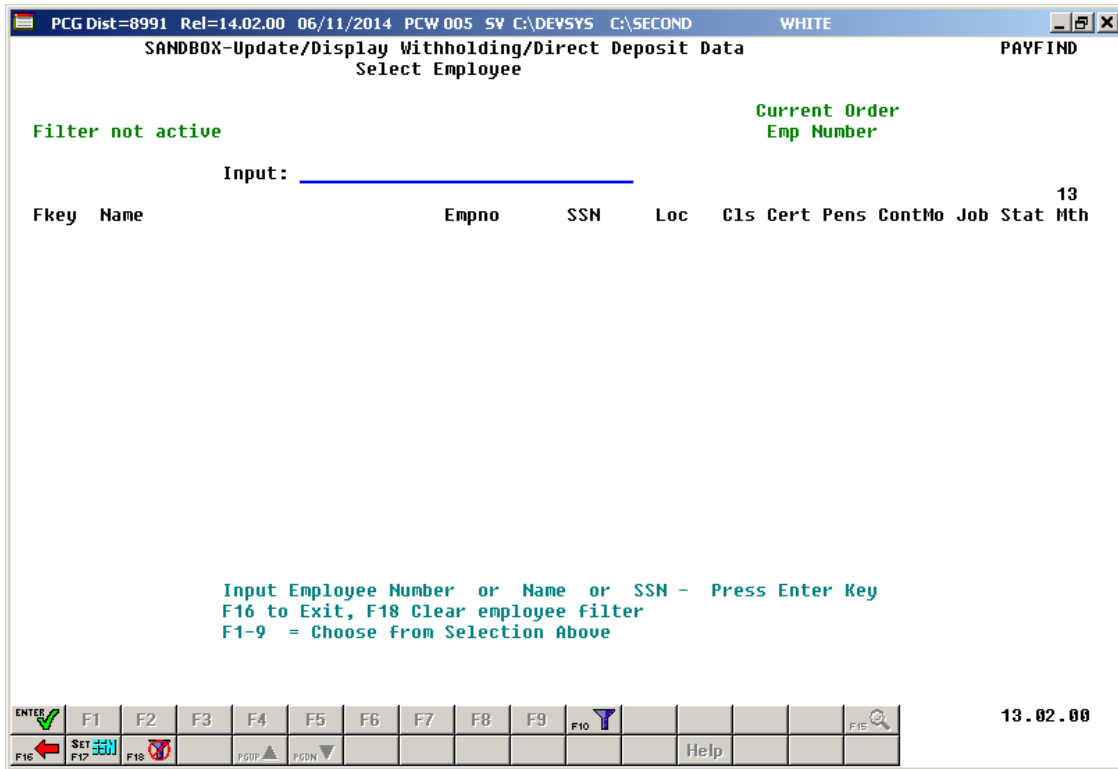 PCG Dist=8991 Rel=14.02.00 06/11/2014 PCW 005 SV C:\DEVSYS C:\SECOND WHITE
SANDBOX-Update/Display Withholding/Direct Deposit Data PAYFIND
Select Employee
Current Order
Filter not active Emp Number
Input:
13
Fkey Name Empno SSN Loc Cls Cert Pens ContMo Job Stat Mth
Input Employee Number or Name or SSN - Press Enter Key
F16 to Exit, F18 Clear employee filter
F1-9 = Choose from Selection Above
ENTER F1 F2 F3 F4 F5 F6 F7 F8 F9 F10 F15 13.02.00
F16 SET F17 F18 PGUP PGDN Help